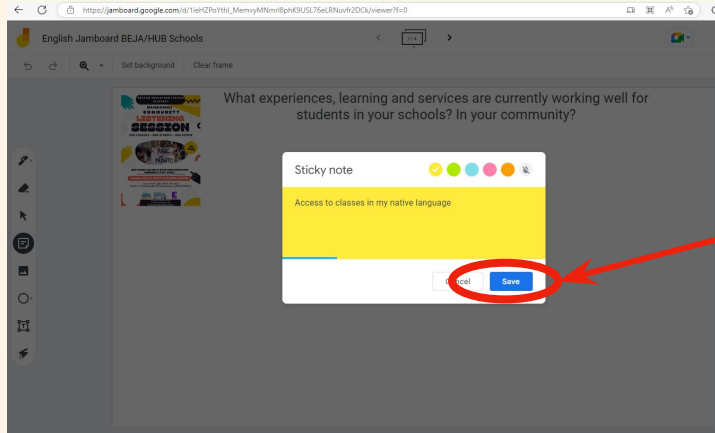 https://jamboard.google.com/d/1ieHZPoYthl_MemvyMNmrl8phK9USL76eLRNuvfr2DCk/viewer?f=0
English Jamboard BEJA/HUB Schools
Set background
Clear frame
COMMUNITY
LISTENING
SESSION
What experiences, learning and services are currently working well for
students in your schools? In your community?
Sticky note
Access to classes in my native language
Cancel
Save